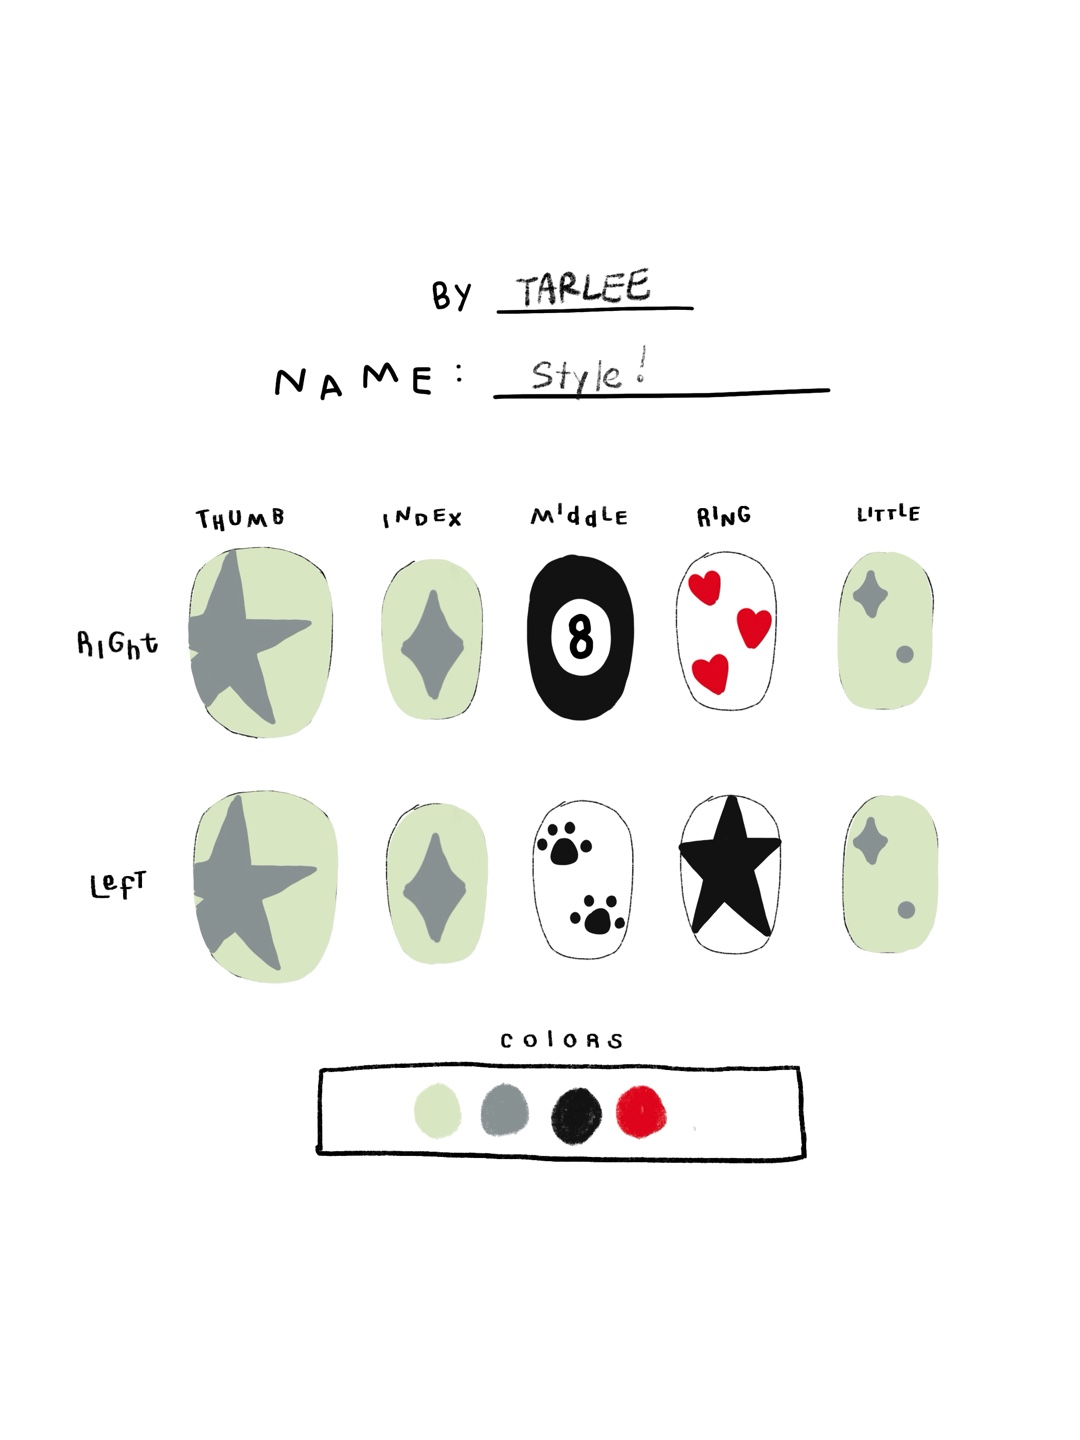 BY TARLEE
NAME: Style!
THUMB INDEX MIddLE RING LITTLE
RIGht
8
LefT
COLORS